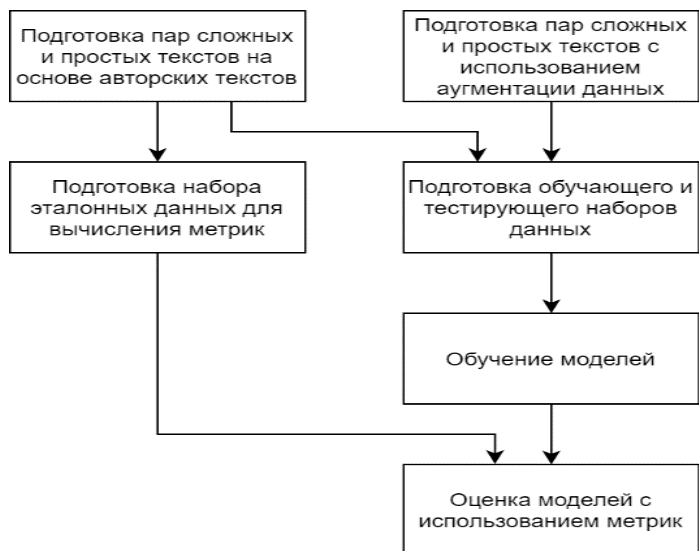 Подготовка пар сложных
и простых текстов на
основе авторских текстов
Подготовка пар сложных
и простых текстов с
использованием
аугментации данных
Подготовка набора
эталонных данных для
вычисления метрик
Подготовка обучающего и
тестирующего наборов
данных
Обучение моделей
Оценка моделей с
использованием метрик